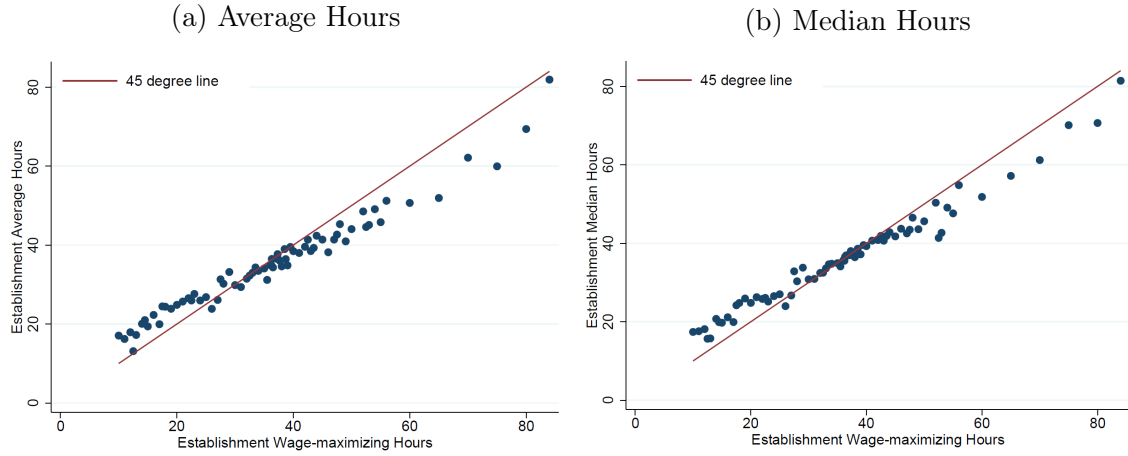 (a) Average Hours
45 degree line
Establishment Average Hours
80
60
40
20
0
0 20 40 60 80
Establishment Wage-maximizing Hours
(b) Median Hours
45 degree line
Establishment Median Hours
80
60
40
20
0
0 20 40 60 80
Establishment Wage-maximizing Hours